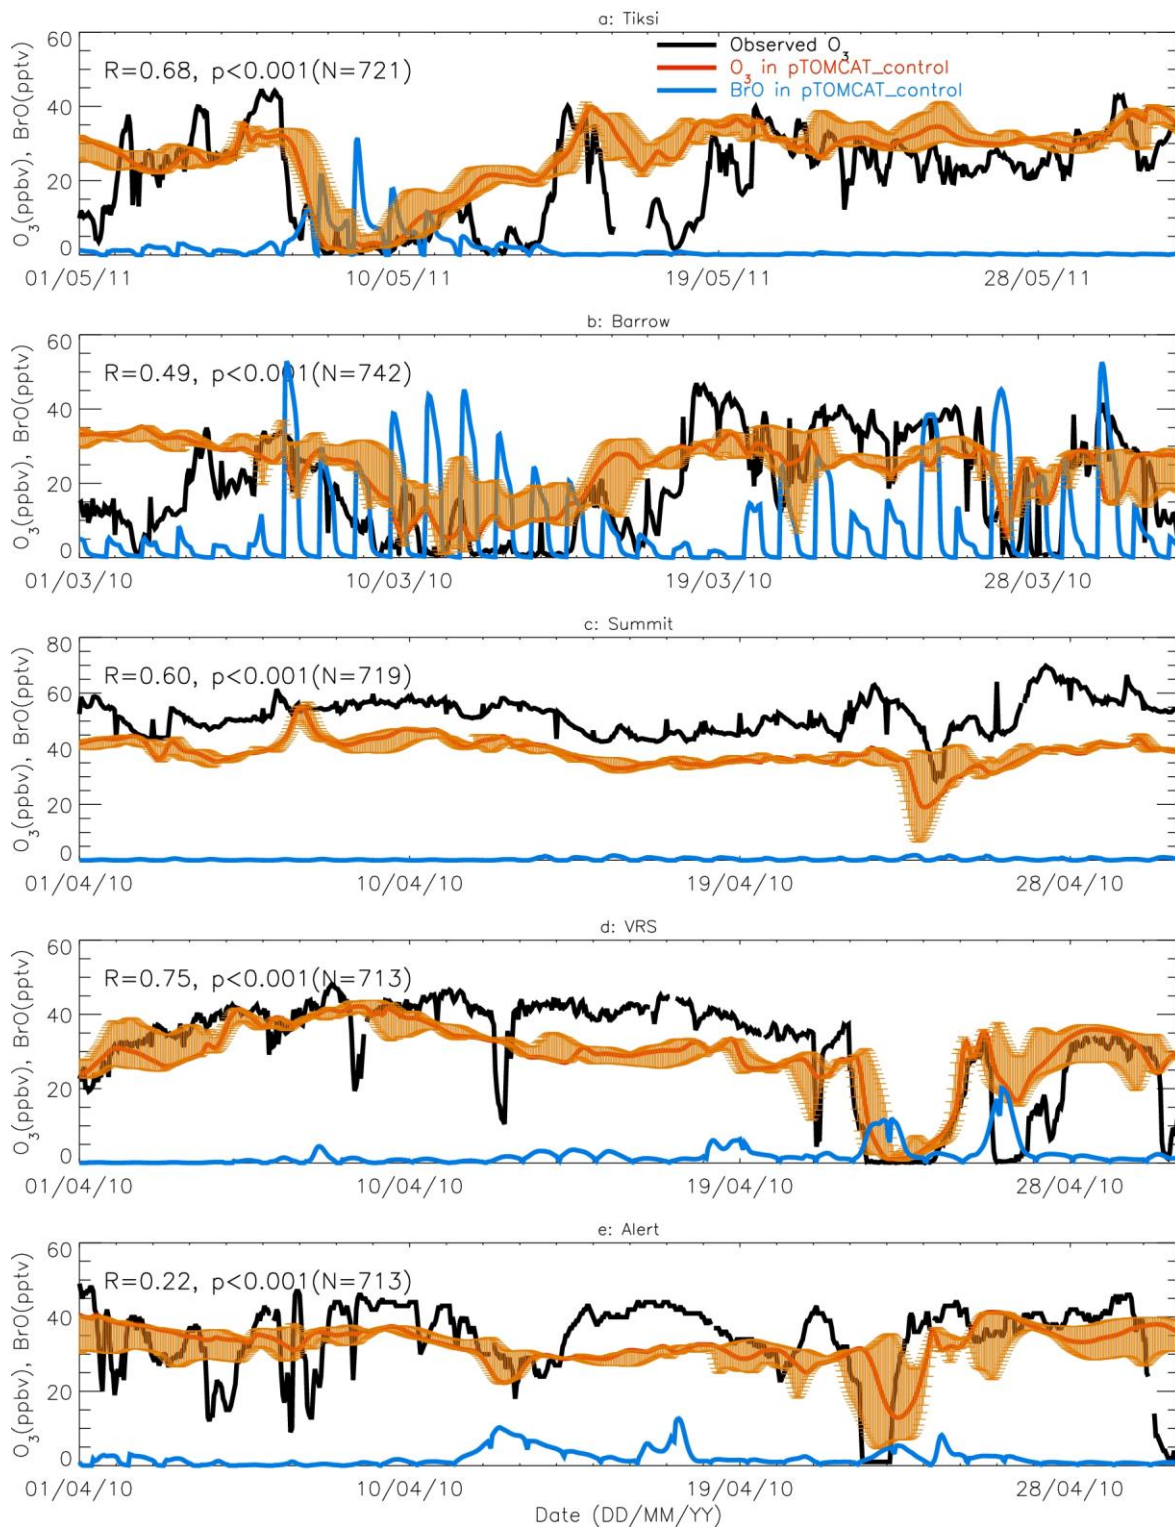 a: Tiksi
60
40
20
0
O₃(ppbv), BrO(pptv)
R=0.68, p<0.001(N=721)
Observed O₃
O₃ in pTOMCAT_control
BrO in pTOMCAT_control
01/05/11 10/05/11 19/05/11 28/05/11
b: Barrow
60
40
20
0
O₃(ppbv), BrO(pptv)
R=0.49, p<0.001(N=742)
01/03/10 10/03/10 19/03/10 28/03/10
c: Summit
80
60
40
20
0
O₃(ppbv), BrO(pptv)
R=0.60, p<0.001(N=719)
01/04/10 10/04/10 19/04/10 28/04/10
d: VRS
60
40
20
0
O₃(ppbv), BrO(pptv)
R=0.75, p<0.001(N=713)
01/04/10 10/04/10 19/04/10 28/04/10
e: Alert
60
40
20
0
O₃(ppbv), BrO(pptv)
R=0.22, p<0.001(N=713)
01/04/10 10/04/10 19/04/10 28/04/10
Date (DD/MM/YY)